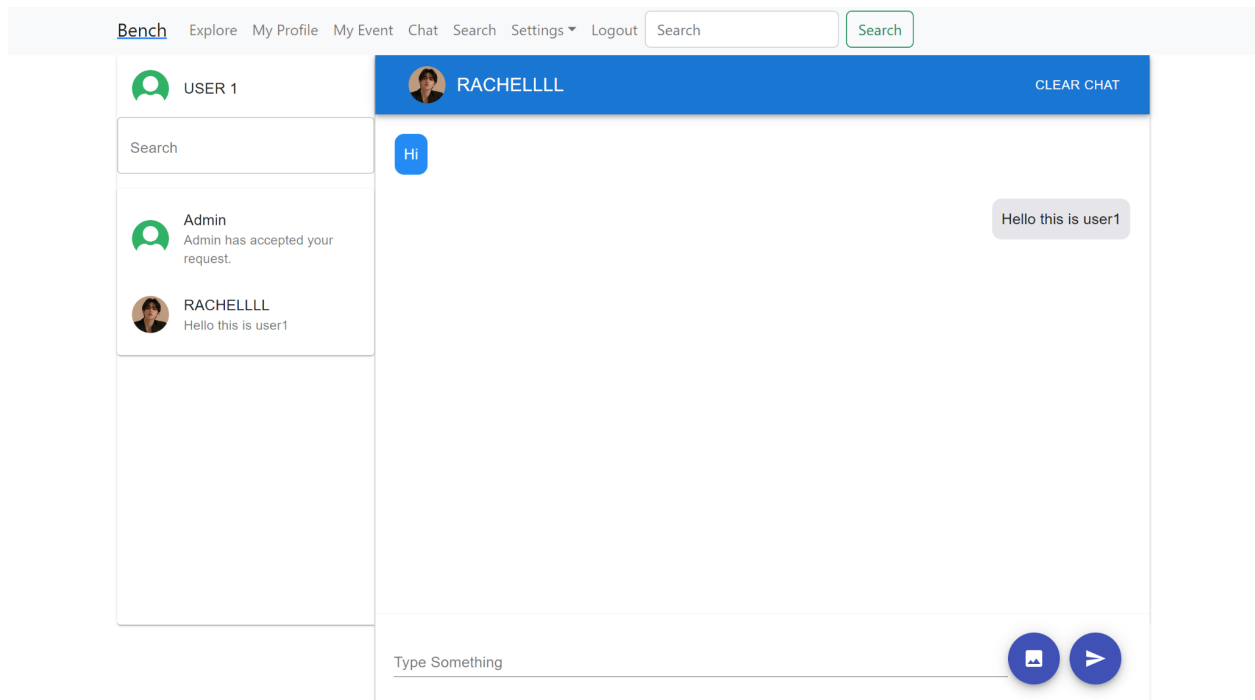 Bench Explore My Profile My Event Chat Search Settings Logout Search Search
USER 1
Search
Admin
Admin has accepted your
request.
RACHELLLL
Hello this is user1
RACHELLLL CLEAR CHAT
Hi
Hello this is user1
Type Something